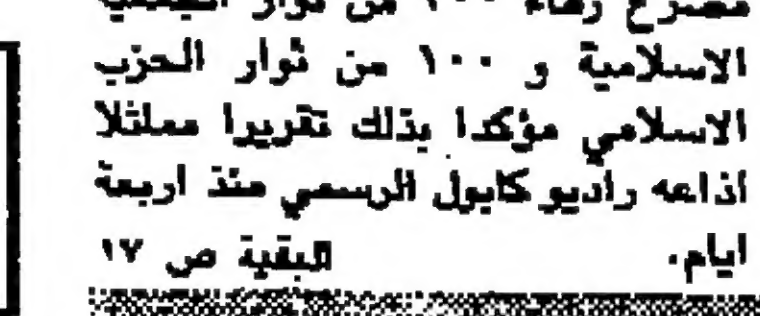 مصرع زهاء ١٠٠ من ثوار الجمعية
الاسلامية و ١٠٠ من ثوار الحزب
الاسلامي مؤكدا بذلك تقريرا مماثلا
اذاعه راديو كابول الرسمي منذ اربعة
ايام.
البقية ص ١٧